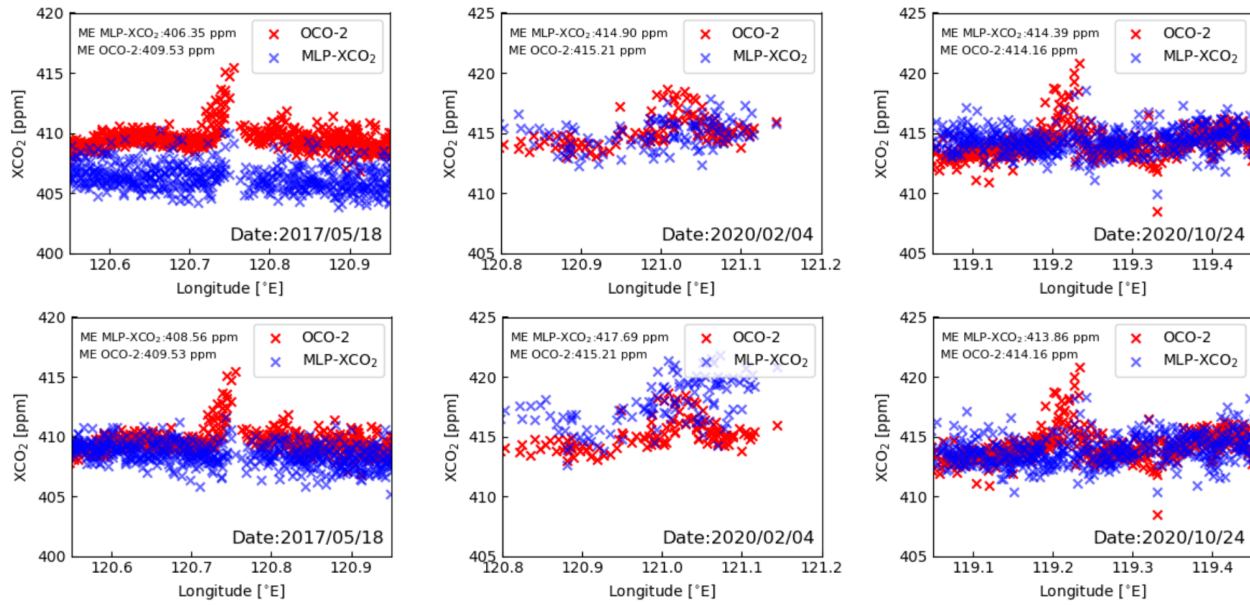 420
415
410
405
400
XCO₂ [ppm]
ME MLP-XCO₂:406.35 ppm
ME OCO-2:409.53 ppm
OCO-2
MLP-XCO₂
Date:2017/05/18
120.6 120.7 120.8 120.9
Longitude [°E]
425
420
415
410
405
XCO₂ [ppm]
ME MLP-XCO₂:414.90 ppm
ME OCO-2:415.21 ppm
OCO-2
MLP-XCO₂
Date:2020/02/04
120.8 120.9 121.0 121.1 121.2
Longitude [°E]
425
420
415
410
405
XCO₂ [ppm]
ME MLP-XCO₂:414.39 ppm
ME OCO-2:414.16 ppm
OCO-2
MLP-XCO₂
Date:2020/10/24
119.1 119.2 119.3 119.4
Longitude [°E]
420
415
410
405
400
XCO₂ [ppm]
ME MLP-XCO₂:408.56 ppm
ME OCO-2:409.53 ppm
OCO-2
MLP-XCO₂
Date:2017/05/18
120.6 120.7 120.8 120.9
Longitude [°E]
425
420
415
410
405
XCO₂ [ppm]
ME MLP-XCO₂:417.69 ppm
ME OCO-2:415.21 ppm
OCO-2
MLP-XCO₂
Date:2020/02/04
120.8 120.9 121.0 121.1 121.2
Longitude [°E]
425
420
415
410
405
XCO₂ [ppm]
ME MLP-XCO₂:413.86 ppm
ME OCO-2:414.16 ppm
OCO-2
MLP-XCO₂
Date:2020/10/24
119.1 119.2 119.3 119.4
Longitude [°E]